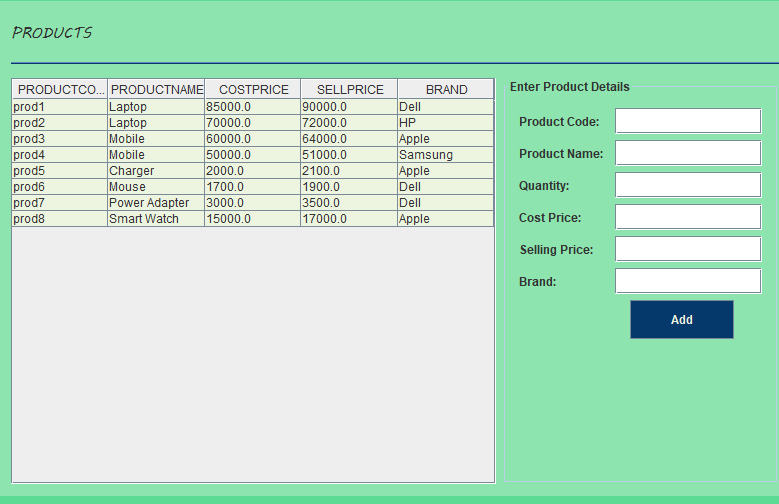 PRODUCTS
PRODUCTCO... PRODUCTNAME COSTPRICE SELLPRICE BRAND
prod1 Laptop 85000.0 90000.0 Dell
prod2 Laptop 70000.0 72000.0 HP
prod3 Mobile 60000.0 64000.0 Apple
prod4 Mobile 50000.0 51000.0 Samsung
prod5 Charger 2000.0 2100.0 Apple
prod6 Mouse 1700.0 1900.0 Dell
prod7 Power Adapter 3000.0 3500.0 Dell
prod8 Smart Watch 15000.0 17000.0 Apple
Enter Product Details
Product Code:
Product Name:
Quantity:
Cost Price:
Selling Price:
Brand:
Add